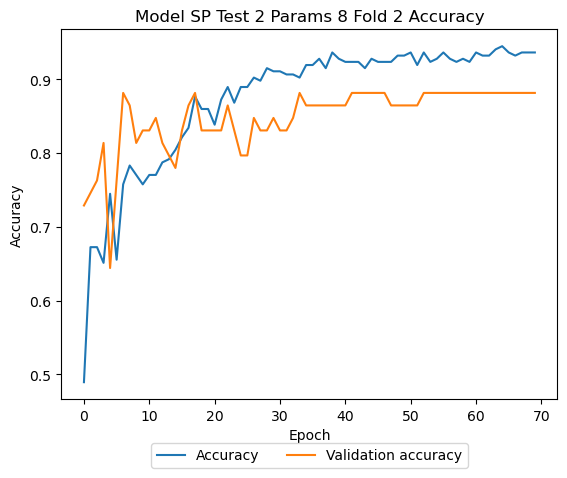 Model SP Test 2 Params 8 Fold 2 Accuracy
Accuracy
0.9
0.8
0.7
0.6
0.5
0 10 20 30 40 50 60 70
Epoch
Accuracy Validation accuracy